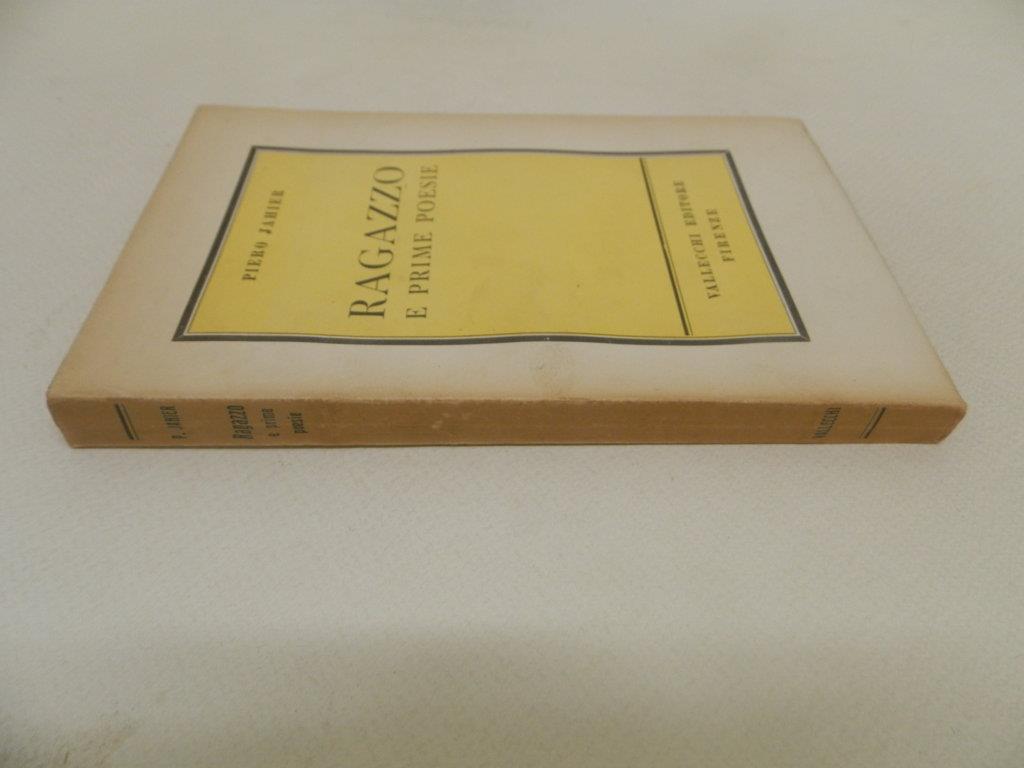 PIERO JAHIER
RAGAZZO
E PRIME POESIE
VALLECCHI EDITORE
FIRENZE
P. JAHIER
Ragazzo
e prime
poesie
VALLECCHI